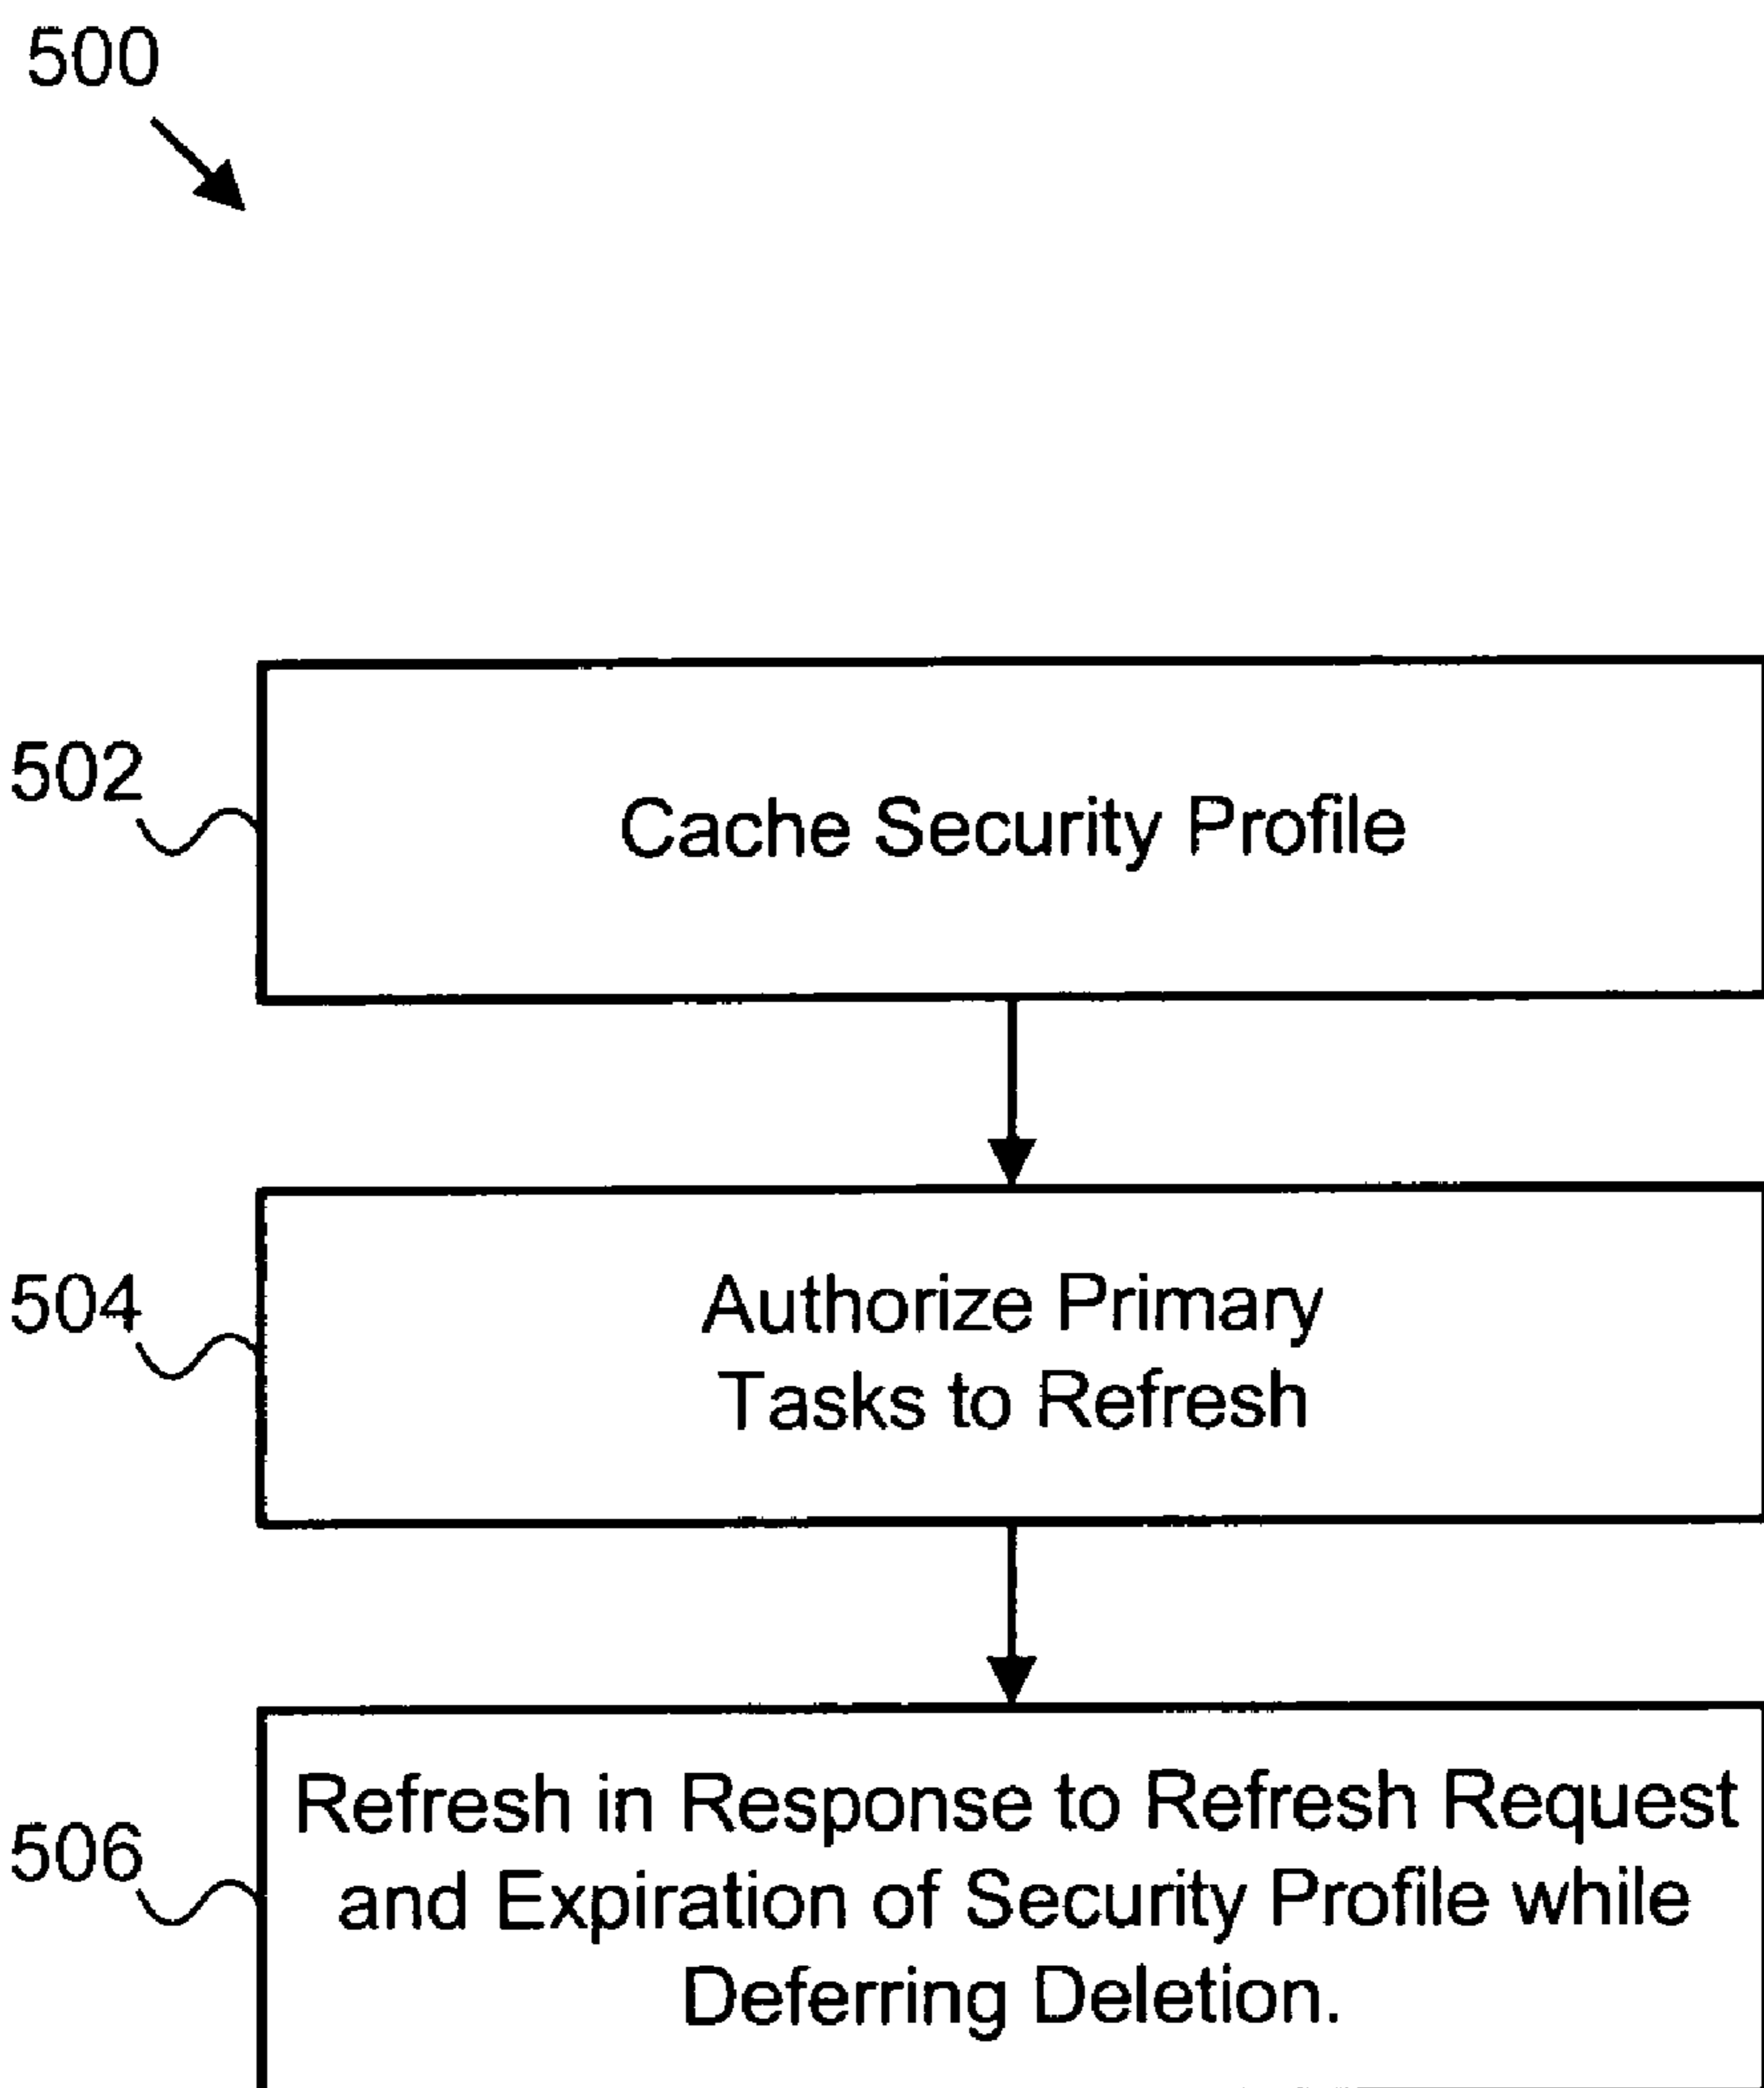 500
502
Cache Security Profile
504
Authorize Primary
Tasks to Refresh
506
Refresh in Response to Refresh Request
and Expiration of Security Profile while
Deferring Deletion.